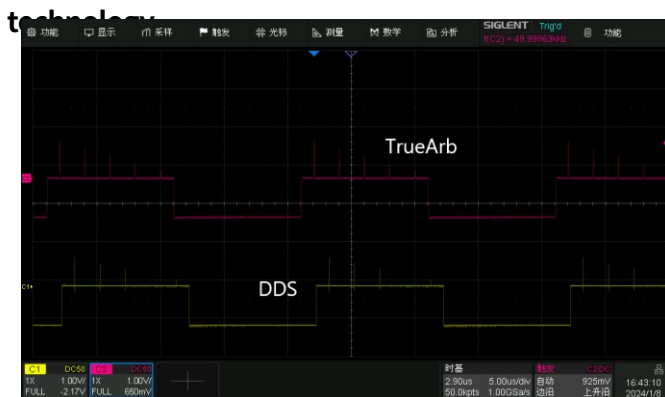 technology
功能 显示 采样 触发 光标 测量 M 数学 分析 SIGLENT Trig'd 功能
f(C2) = 49.99963kHz
TrueArb
C1
DDS
C1 DC50 C2 DC50 时基 触发 C2 DC
1X 1.00V/ 1X 1.00V/ 2.90us 5.00us/div 自动 925mV 16:43:10
FULL -2.17V FULL 650mV 50.0kpts 1.00GSa/s 边沿 上升沿 2024/1/8